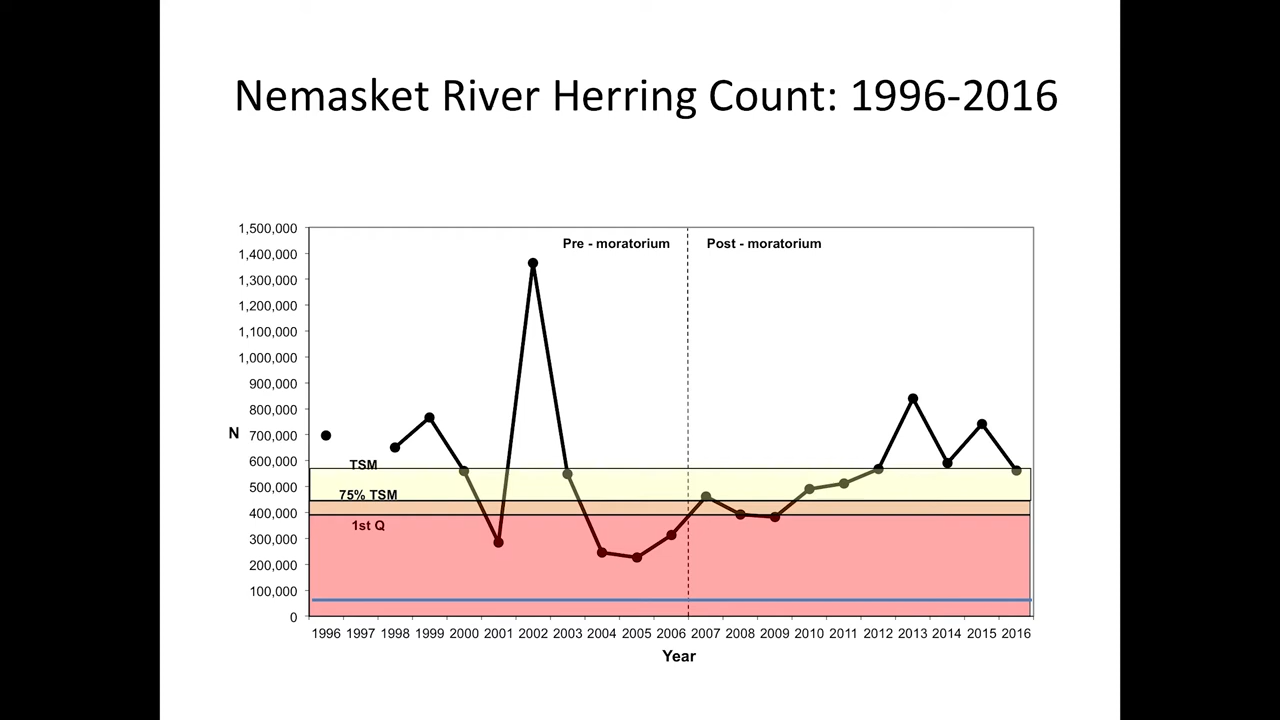 Nemasket River Herring Count: 1996-2016
1,500,000
Pre - moratorium
Post - moratorium
1,400,000
1,300,000
1,200,000
1,100,000
1,000,000
900,000
800,000
N
700,000
600,000
TSM
500,000
75% TSM
400,000
1st Q
300,000
200,000
100,000
0
1996 1997 1998 1999 2000 2001 2002 2003 2004 2005 2006 2007 2008 2009 2010 2011 2012 2013 2014 2015 2016
Year